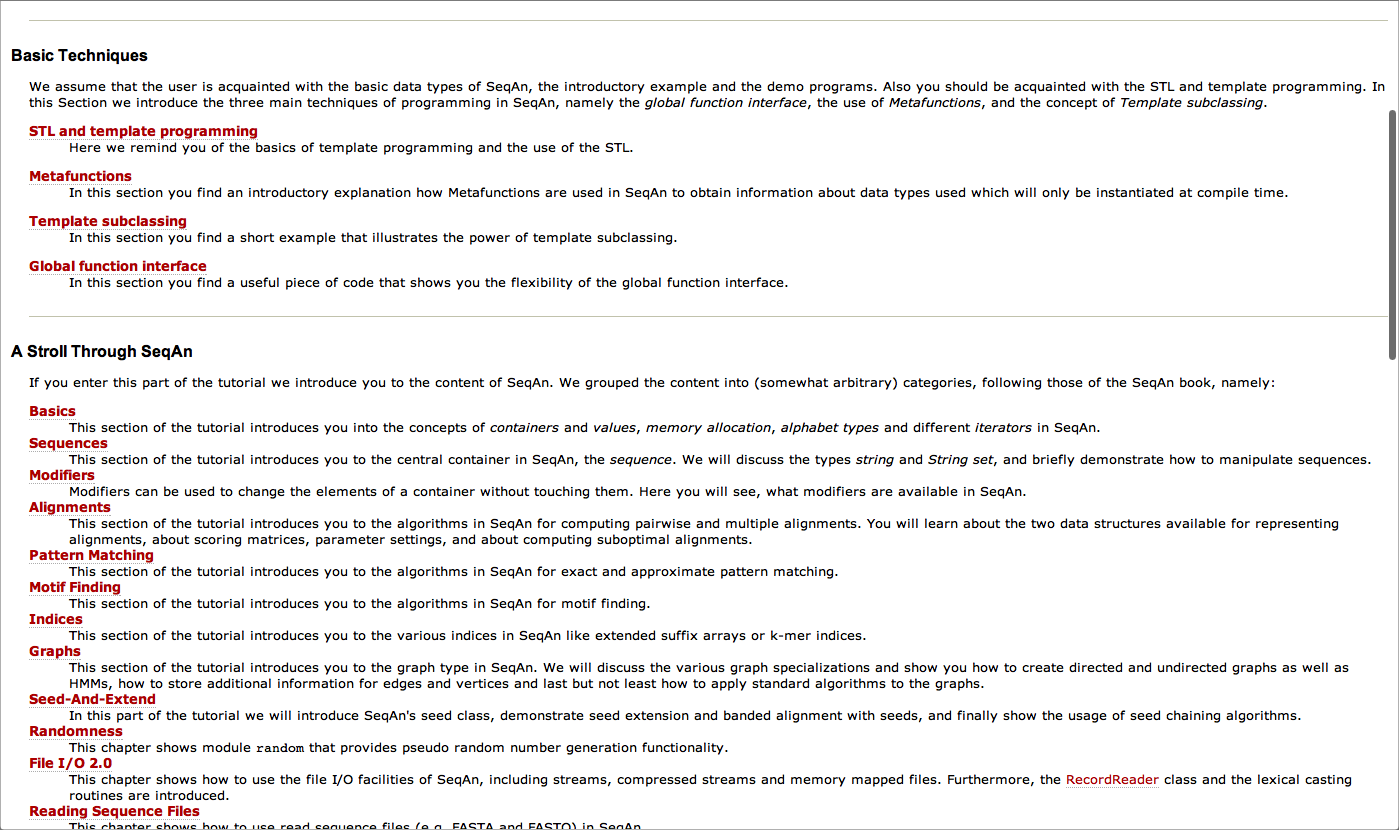 Basic Techniques
We assume that the user is acquainted with the basic data types of SeqAn, the introductory example and the demo programs. Also you should be acquainted with the STL and template programming. In
this Section we introduce the three main techniques of programming in SeqAn, namely the global function interface, the use of Metafunctions, and the concept of Template subclassing.
STL and template programming
Here we remind you of the basics of template programming and the use of the STL.
Metafunctions
In this section you find an introductory explanation how Metafunctions are used in SeqAn to obtain information about data types used which will only be instantiated at compile time.
Template subclassing
In this section you find a short example that illustrates the power of template subclassing.
Global function interface
In this section you find a useful piece of code that shows you the flexibility of the global function interface.
A Stroll Through SeqAn
If you enter this part of the tutorial we introduce you to the content of SeqAn. We grouped the content into (somewhat arbitrary) categories, following those of the SeqAn book, namely:
Basics
This section of the tutorial introduces you into the concepts of containers and values, memory allocation, alphabet types and different iterators in SeqAn.
Sequences
This section of the tutorial introduces you to the central container in SeqAn, the sequence. We will discuss the types string and String set, and briefly demonstrate how to manipulate sequences.
Modifiers
Modifiers can be used to change the elements of a container without touching them. Here you will see, what modifiers are available in SeqAn.
Alignments
This section of the tutorial introduces you to the algorithms in SeqAn for computing pairwise and multiple alignments. You will learn about the two data structures available for representing
alignments, about scoring matrices, parameter settings, and about computing suboptimal alignments.
Pattern Matching
This section of the tutorial introduces you to the algorithms in SeqAn for exact and approximate pattern matching.
Motif Finding
This section of the tutorial introduces you to the algorithms in SeqAn for motif finding.
Indices
This section of the tutorial introduces you to the various indices in SeqAn like extended suffix arrays or k-mer indices.
Graphs
This section of the tutorial introduces you to the graph type in SeqAn. We will discuss the various graph specializations and show you how to create directed and undirected graphs as well as
HMMs, how to store additional information for edges and vertices and last but not least how to apply standard algorithms to the graphs.
Seed-And-Extend
In this part of the tutorial we will introduce SeqAn's seed class, demonstrate seed extension and banded alignment with seeds, and finally show the usage of seed chaining algorithms.
Randomness
This chapter shows module random that provides pseudo random number generation functionality.
File I/O 2.0
This chapter shows how to use the file I/O facilities of SeqAn, including streams, compressed streams and memory mapped files. Furthermore, the RecordReader class and the lexical casting
routines are introduced.
Reading Sequence Files
This chapter shows how to use read sequence files (e.g. FASTA and FASTQ) in SeqAn.